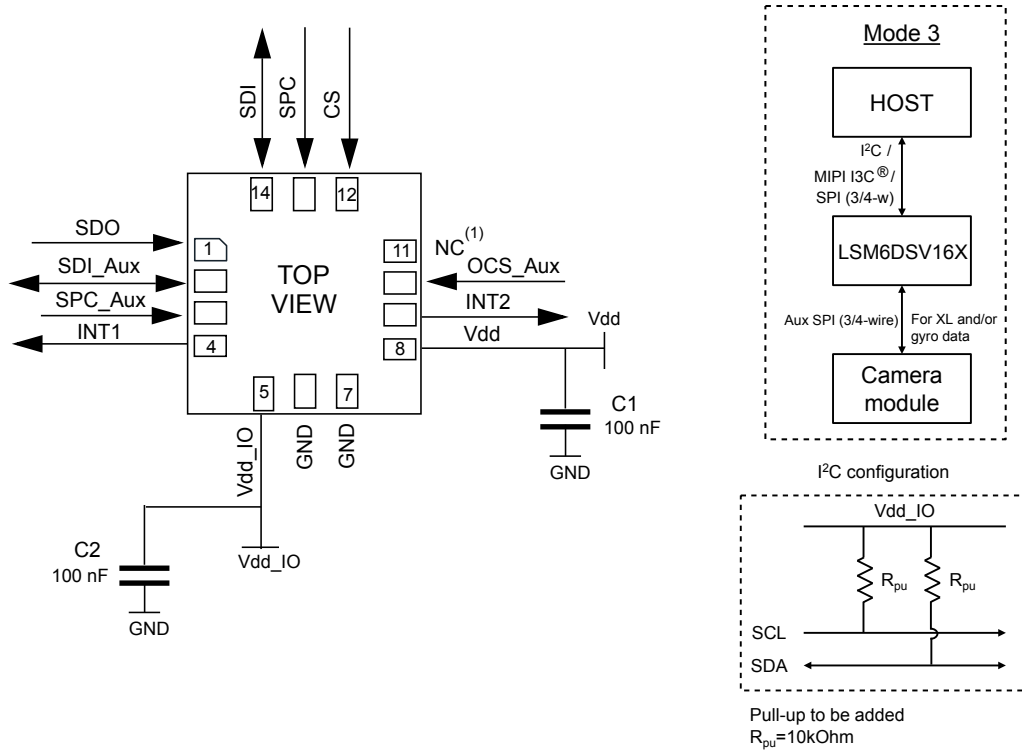 SDI
SPC
CS
14
12
SDO
1
SDI_Aux
SPC_Aux
INT1
4
TOP
VIEW
11
NC(1)
OCS_Aux
INT2
Vdd
8
Vdd
5
7
Vdd_IO
GND
GND
C1
100 nF
GND
C2
100 nF
GND
Vdd_IO
Mode 3
HOST
I²C /
MIPI I3C®/
SPI (3/4-w)
LSM6DSV16X
Aux SPI (3/4-wire)
For XL and/or
gyro data
Camera
module
I²C configuration
Vdd_IO
Rpu
Rpu
SCL
SDA
Pull-up to be added
Rpu=10kOhm